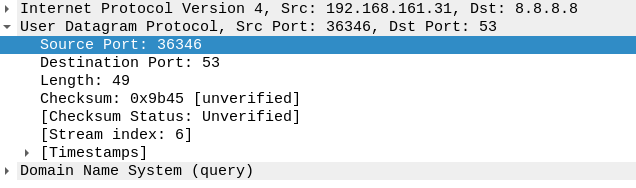 Internet Protocol Version 4, Src: 192.168.161.31, Dst: 8.8.8.8
User Datagram Protocol, Src Port: 36346, Dst Port: 53
Source Port: 36346
Destination Port: 53
Length: 49
Checksum: 0x9b45 [unverified]
[Checksum Status: Unverified]
[Stream index: 6]
[Timestamps]
Domain Name System (query)